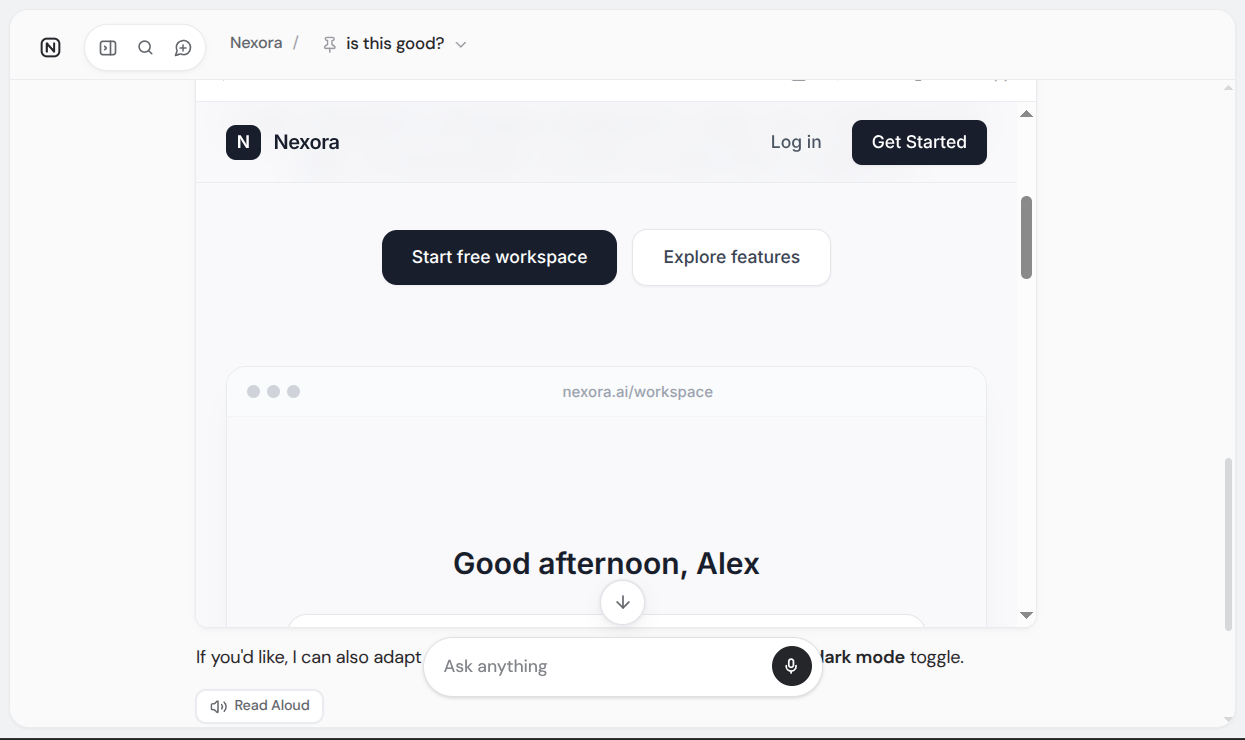 N
Nexora / is this good?
N Nexora
Log in
Get Started
Start free workspace
Explore features
nexora.ai/workspace
Good afternoon, Alex
If you'd like, I can also adapt
mode toggle.
Ask anything
Read Aloud